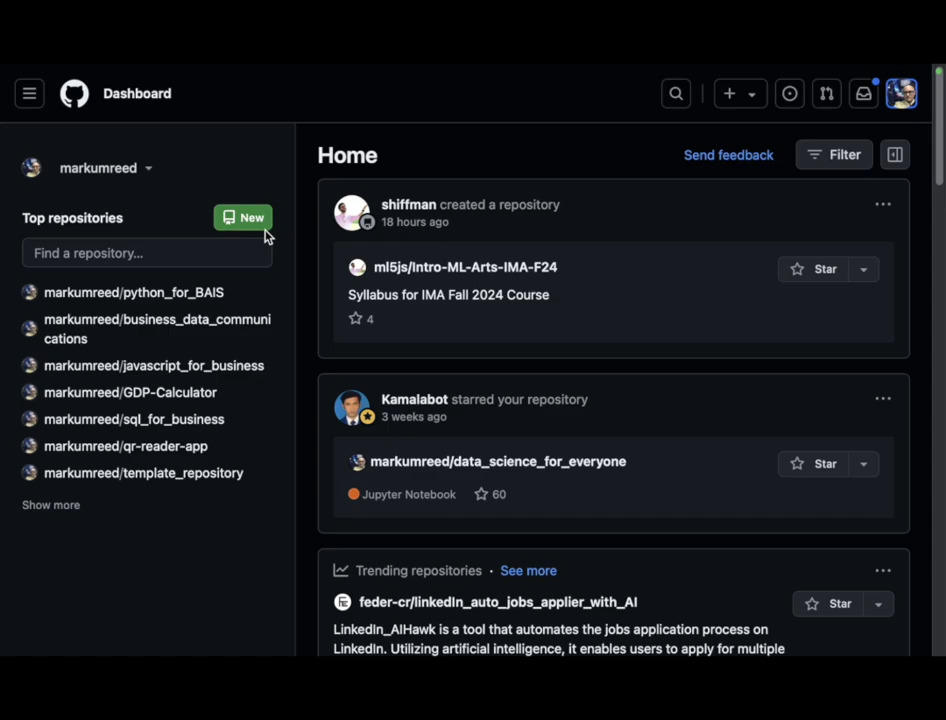 Dashboard
markumreed
Top repositories
New
Find a repository...
markumreed/python_for_BAIS
markumreed/business_data_communi
cations
markumreed/javascript_for_business
markumreed/GDP-Calculator
markumreed/sql_for_business
markumreed/qr-reader-app
markumreed/template_repository
Show more
Home
Send feedback
Filter
shiffman created a repository
18 hours ago
ml5js/Intro-ML-Arts-IMA-F24
Star
Syllabus for IMA Fall 2024 Course
4
Kamalabot starred your repository
3 weeks ago
markumreed/data_science_for_everyone
Star
Jupyter Notebook 60
Trending repositories · See more
feder-cr/linkedIn_auto_jobs_applier_with_AI
Star
LinkedIn_AIHawk is a tool that automates the jobs application process on
LinkedIn. Utilizing artificial intelligence, it enables users to apply for multiple